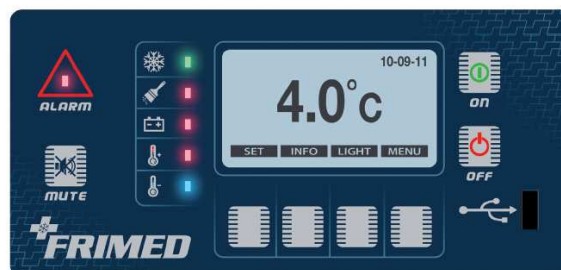 10-09-11
4.0°c
SET INFO LIGHT MENU
ALARM
MUTE
ON
OFF
FRIMED